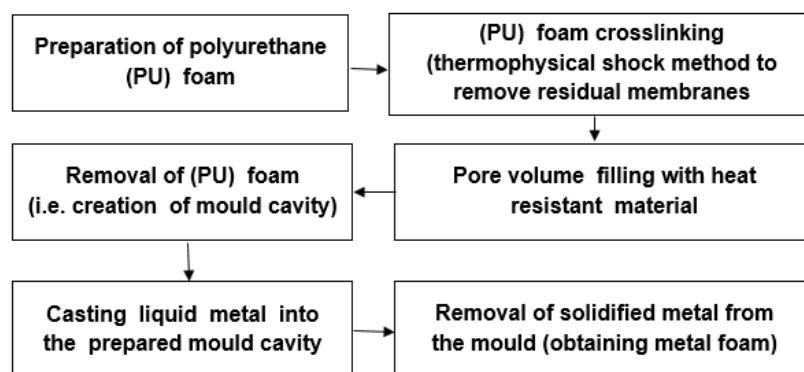 Preparation of polyurethane
(PU) foam
(PU) foam crosslinking
(thermophysical shock method to
remove residual membranes
Removal of (PU) foam
(i.e. creation of mould cavity)
Pore volume filling with heat
resistant material
Casting liquid metal into
the prepared mould cavity
Removal of solidified metal from
the mould (obtaining metal foam)